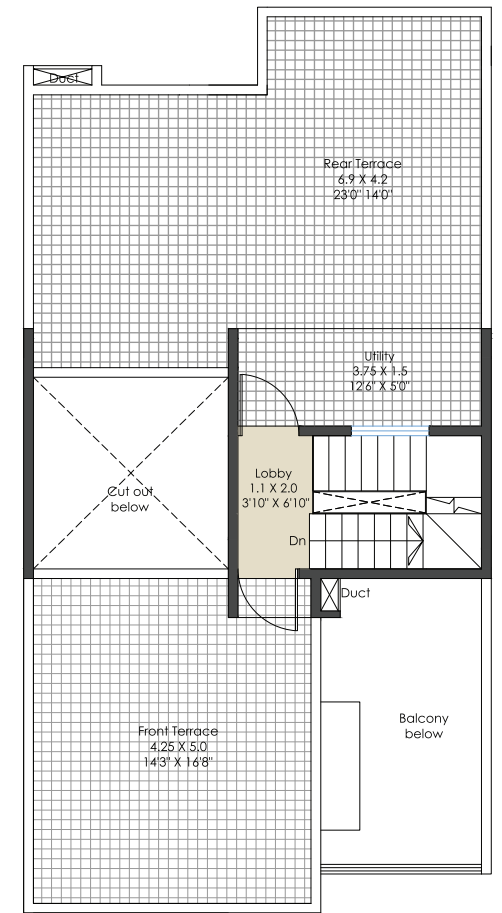 Duct
Rear Terrace
6.9 X 4.2
23'0" 14'0"
Utility
3.75 X 1.5
12'6" X 5'0"
Lobby
1.1 X 2.0
3'10" X 6'10"
Cut out
below
Dn
Duct
Front Terrace
4.25 X 5.0
14'3" X 16'8"
Balcony
below